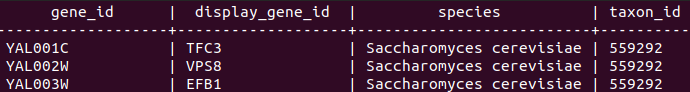 gene_id | display_gene_id | species | taxon_id
--------------------+--------------------+--------------------------+----------
YAL001C | TFC3 | Saccharomyces cerevisiae | 559292
YAL002W | VPS8 | Saccharomyces cerevisiae | 559292
YAL003W | EFB1 | Saccharomyces cerevisiae | 559292